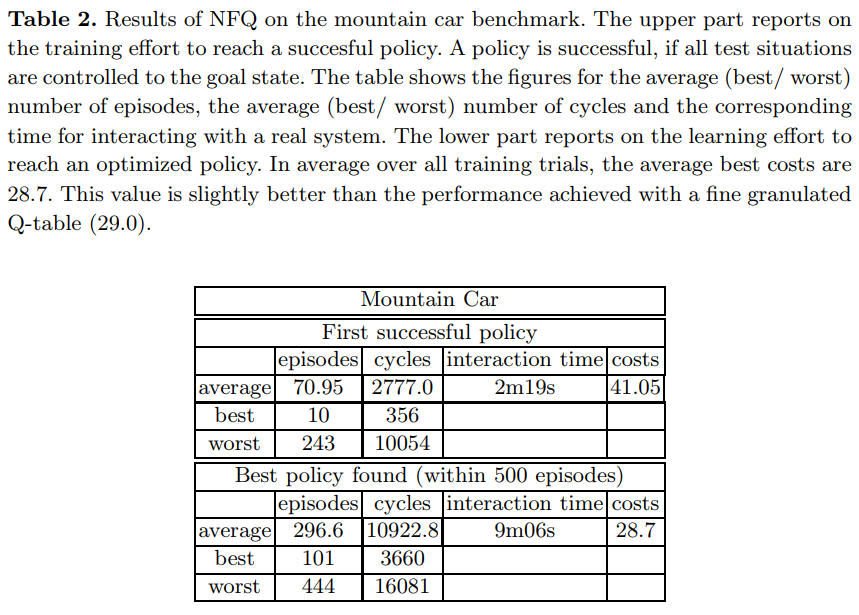 Table 2. Results of NFQ on the mountain car benchmark. The upper part reports on
the training effort to reach a succesful policy. A policy is successful, if all test situations
are controlled to the goal state. The table shows the figures for the average (best/ worst)
number of episodes, the average (best/ worst) number of cycles and the corresponding
time for interacting with a real system. The lower part reports on the learning effort to
reach an optimized policy. In average over all training trials, the average best costs are
28.7. This value is slightly better than the performance achieved with a fine granulated
Q-table (29.0).
Mountain Car
First successful policy
episodes cycles interaction time costs
average 70.95 2777.0 2m19s 41.05
best 10 356
worst 243 10054
Best policy found (within 500 episodes)
episodes cycles interaction time costs
average 296.6 10922.8 9m06s 28.7
best 101 3660
worst 444 16081